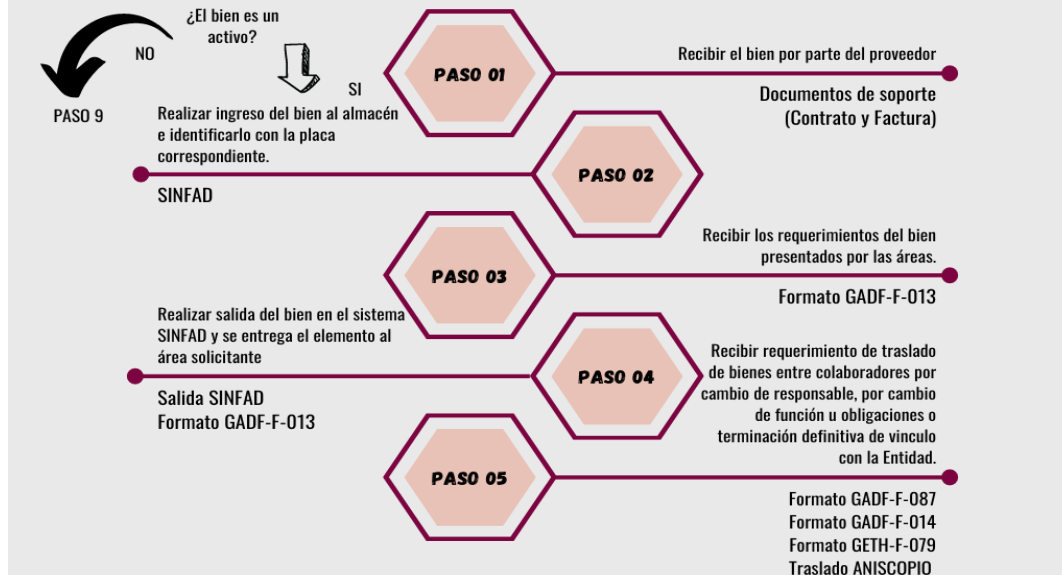 ¿El bien es un
activo?
NO
SI
PASO 9
PASO 01
Recibir el bien por parte del proveedor
Documentos de soporte
(Contrato y Factura)
Realizar ingreso del bien al almacén
e identificarlo con la placa
correspondiente.
SINFAD
PASO 02
PASO 03
Recibir los requerimientos del bien
presentados por las áreas.
Formato GADF-F-013
Realizar salida del bien en el sistema
SINFAD y se entrega el elemento al
área solicitante
Salida SINFAD
Formato GADF-F-013
PASO 04
PASO 05
Recibir requerimiento de traslado
de bienes entre colaboradores por
cambio de responsable, por cambio
de función u obligaciones o
terminación definitiva de vinculo
con la Entidad.
Formato GADF-F-087
Formato GADF-F-014
Formato GETH-F-079
Traslado ANISCOPIO